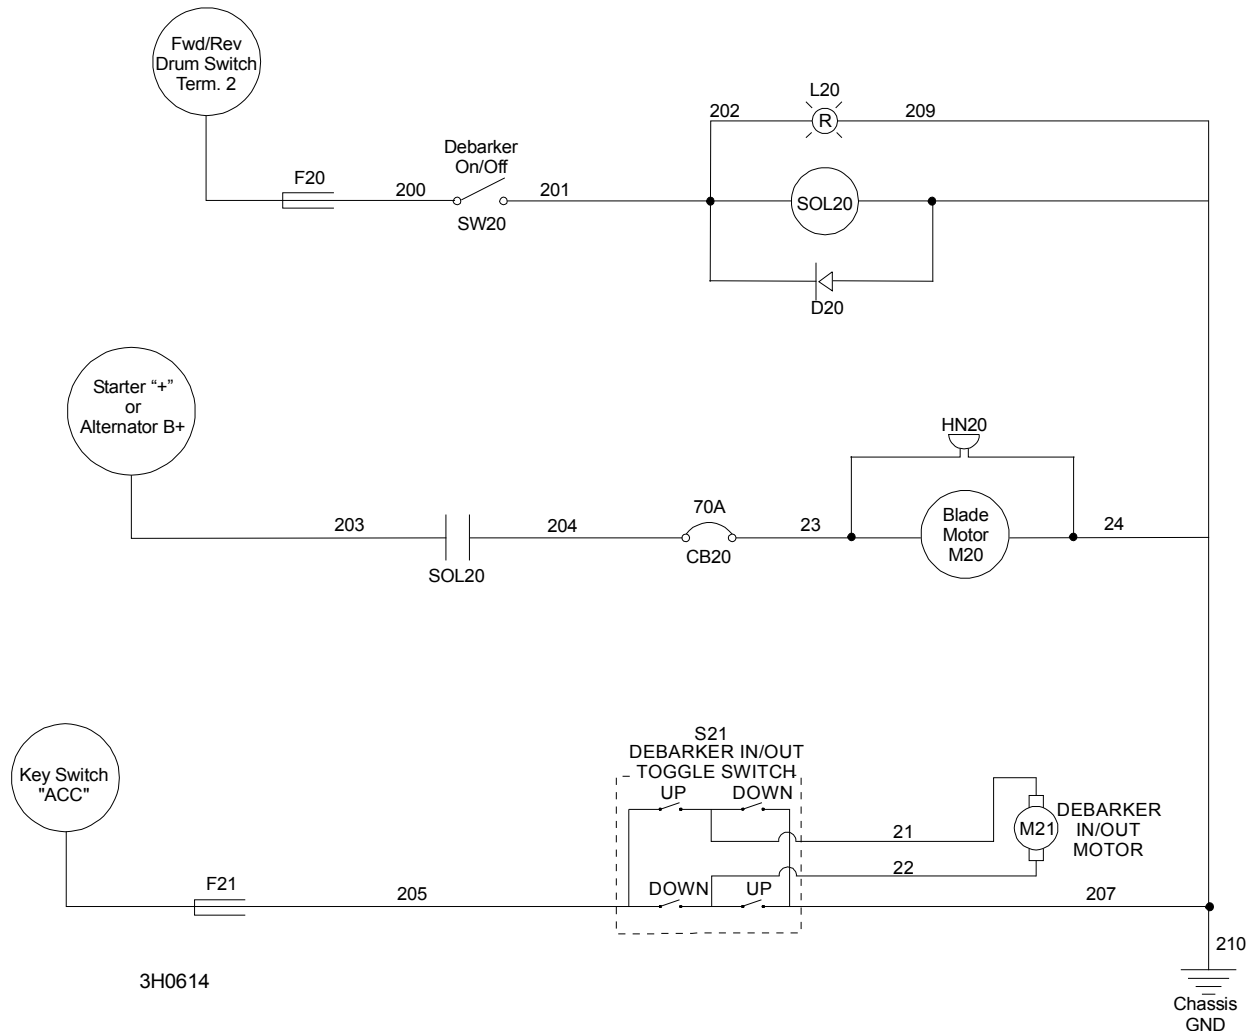 Fwd/Rev
Drum Switch
Term. 2
L20
202
R
209
Debarker
On/Off
F20
200
201
SW20
SOL20
D20
Starter “+”
or
Alternator B+
HN20
203
204
70A
23
24
CB20
SOL20
Blade
Motor
M20
Key Switch
"ACC"
S21
DEBARKER IN/OUT
TOGGLE SWITCH
UP
DOWN
21
M21
DEBARKER
IN/OUT
MOTOR
22
F21
205
DOWN
UP
207
210
3H0614
Chassis
GND